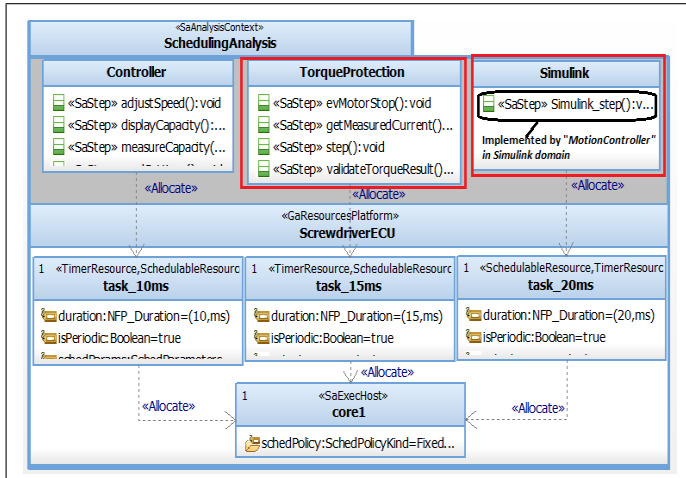 «SaAnalysisContext»
SchedulingAnalysis
Controller
«SaStep» adjustSpeed():void
«SaStep» displayCapacity():...
«SaStep» measureCapacity(...
TorqueProtection
«SaStep» evMotorStop():void
«SaStep» getMeasuredCurrent()...
«SaStep» step():void
«SaStep» validateTorqueResult()...
Simulink
«SaStep» Simulink_step():v...
Implemented by "MotionController"
in Simulink domain
«Allocate»
«Allocate»
«Allocate»
«GaResourcesPlatform»
ScrewdriverECU
1 «TimerResource,SchedulableResourc
task_10ms
duration:NFP_Duration=(10,ms)
isPeriodic:Boolean=true
1 «TimerResource,SchedulableResourc
task_15ms
duration:NFP_Duration=(15,ms)
isPeriodic:Boolean=true
1 «SchedulableResource,TimerResourc
task_20ms
duration:NFP_Duration=(20,ms)
isPeriodic:Boolean=true
«Allocate»
«Allocate»
«Allocate»
1 «SaExecHost»
core1
schedPolicy:SchedPolicyKind=Fixed...